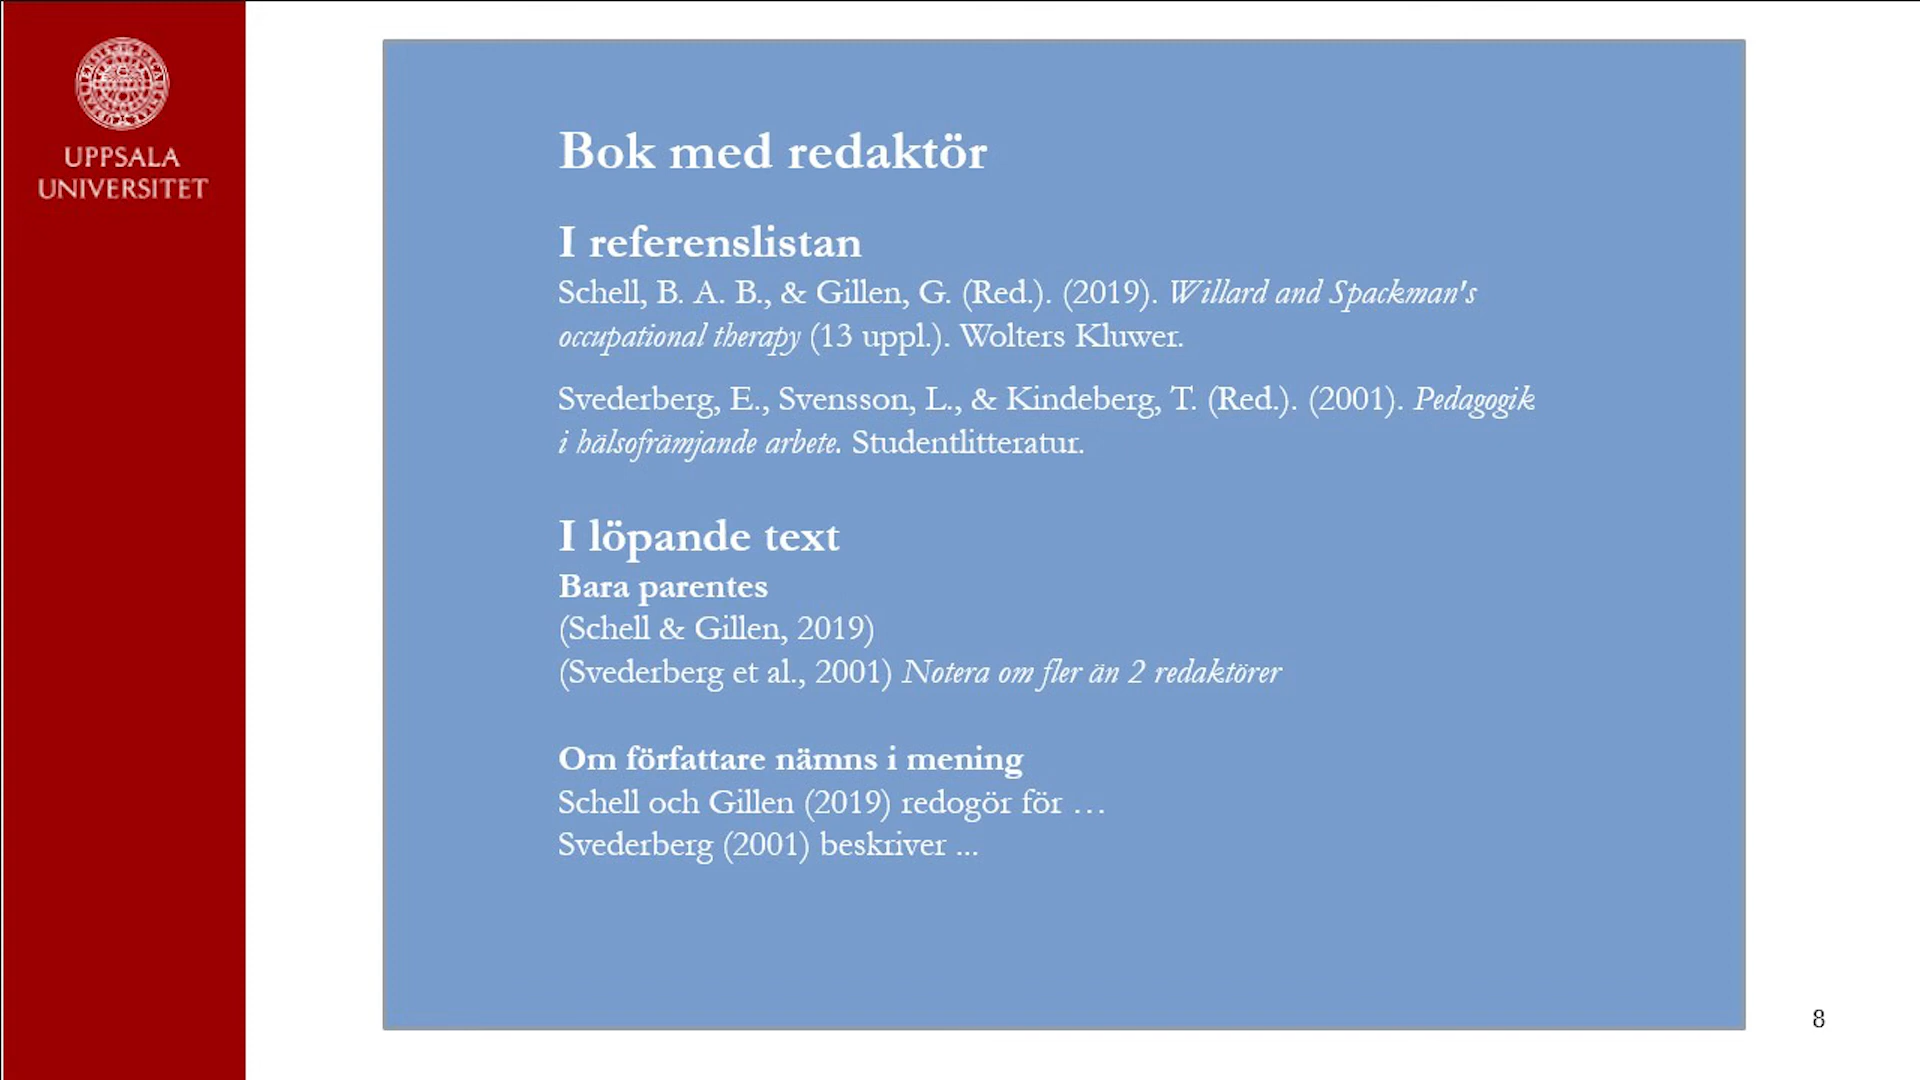 UPPSALA
UNIVERSITET
Bok med redaktör
I referenslistan
Schell, B. A. B., & Gillen, G. (Red.). (2019). Willard and Spackman's
occupational therapy (13 uppl.). Wolters Kluwer.
Svederberg, E., Svensson, L., & Kindeberg, T. (Red.). (2001). Pedagogik
i hälsofrämjande arbete. Studentlitteratur.
I löpande text
Bara parentes
(Schell & Gillen, 2019)
(Svederberg et al., 2001) Notera om fler än 2 redaktörer
Om författare nämns i mening
Schell och Gillen (2019) redogör för …
Svederberg (2001) beskriver ...
8